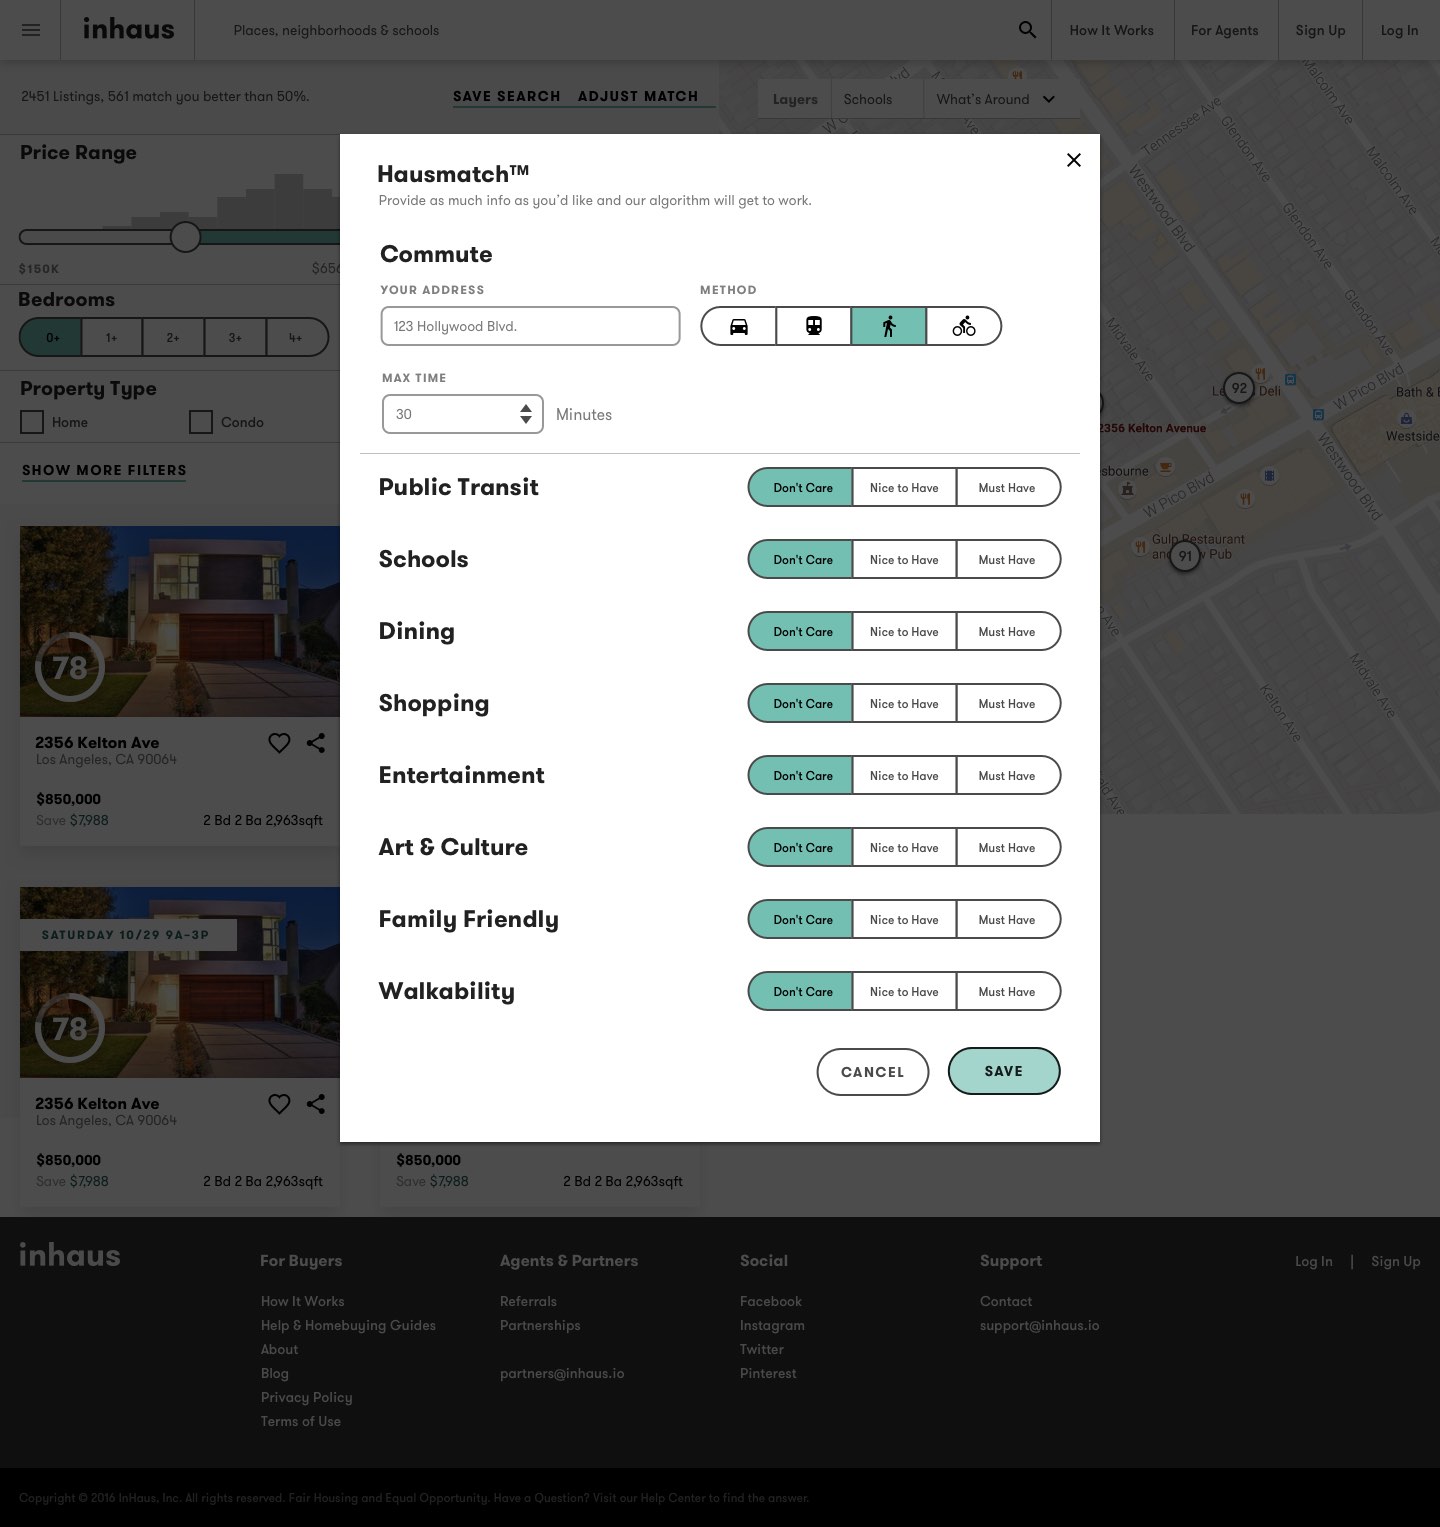 inhaus
Places, neighborhoods & schools
How It Works
For Agents
Sign Up
Log In
2451 Listings, 561 match you better than 50%.
SAVE SEARCH
ADJUST MATCH
Layers
Schools
What's Around
Price Range
$150K
Bedrooms
0+
1+
2+
3+
4+
Property Type
Home
Condo
SHOW MORE FILTERS
78
2356 Kelton Ave
Los Angeles, CA 90064
$850,000
Save $7,988
2 Bd 2 Ba 2,963sqft
SATURDAY 10/29 9A–3P
78
2356 Kelton Ave
Los Angeles, CA 90064
$850,000
Save $7,988
2 Bd 2 Ba 2,963sqft
$850,000
Save $7,988
2 Bd 2 Ba 2,963sqft
Hausmatch™
Provide as much info as you'd like and our algorithm will get to work.
Commute
YOUR ADDRESS
METHOD
123 Hollywood Blvd.
MAX TIME
30
Minutes
Public Transit
Don't Care
Nice to Have
Must Have
Schools
Don't Care
Nice to Have
Must Have
Dining
Don't Care
Nice to Have
Must Have
Shopping
Don't Care
Nice to Have
Must Have
Entertainment
Don't Care
Nice to Have
Must Have
Art & Culture
Don't Care
Nice to Have
Must Have
Family Friendly
Don't Care
Nice to Have
Must Have
Walkability
Don't Care
Nice to Have
Must Have
CANCEL
SAVE
Tennessee Ave
Glendon Ave
Malcolm Ave
Malcolm Ave
Westwood Blvd
Glendon Ave
Midvale Ave
92
Deli
W Pico Blvd
Bath &
Westside
2356 Kelton Avenue
W Pico Blvd
Westwood Blvd
Gulp Restaurant
Pub
91
Kelton Ave
Midvale Ave
inhaus
For Buyers
How It Works
Help & Homebuying Guides
About
Blog
Privacy Policy
Terms of Use
Agents & Partners
Referrals
Partnerships
partners@inhaus.io
Social
Facebook
Instagram
Twitter
Pinterest
Support
Contact
support@inhaus.io
Log In | Sign Up
Copyright © 2016 InHaus, Inc. All rights reserved. Fair Housing and Equal Opportunity. Have a Question? Visit our Help Center to find the answer.